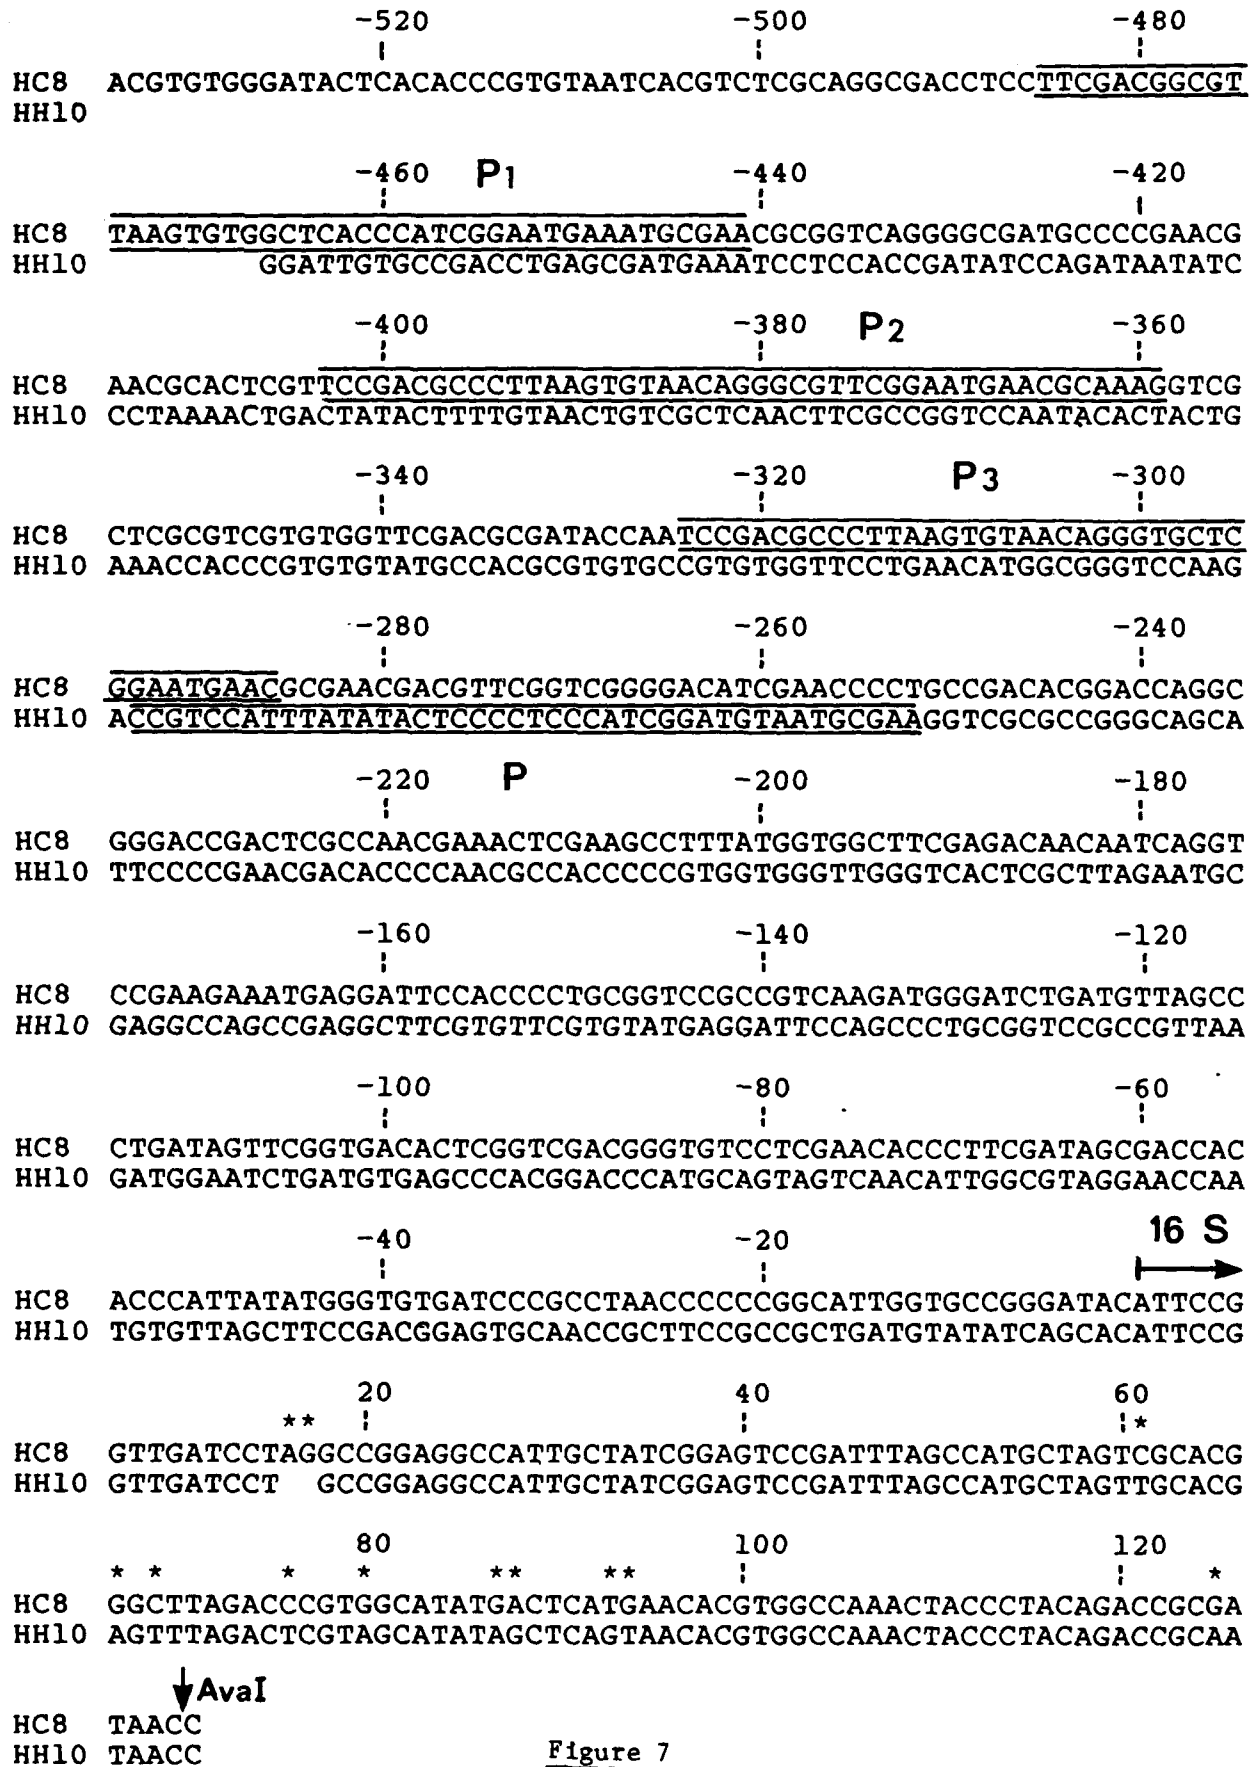 -520 -500 -480
HC8 ACGTGTGGGATACTCACACCCGTGTAATCACGTCTCGCAGGCGACCTCCTTCGACGGCGT
HH10
-460 P1 -440 -420
HC8 TAAGTGTGGCTCACCCATCGGAATGAAATGCGAACGCGGTCAGGGGCGATGCCCCGAACG
HH10 GGATTGTGCCGACCTGAGCGATGAAATCCTCCACCGATATCCAGATAATATC
-400 -380 P2 -360
HC8 AACGCACTCGTTCCGACGCCCTTAAGTGTAACAGGGCGTTCGGAATGAACGCAAAGGTCG
HH10 CCTAAAACTGACTATACTTTTGTAACTGTCGCTCAACTTCGCCGGTCCAATACACTACTG
-340 -320 P3 -300
HC8 CTCGCGTCGTGTGGTTCGACGCGATACCAATCCGACGCCCTTAAGTGTAACAGGGTGCTC
HH10 AAACCACCCGTGTGTATGCCACGCGTGTGCCGTGTGGTTCCTGAACATGGCGGGTCCAAG
-280 -260 -240
HC8 GGAATGAACGCGAACGACGTTCGGTCGGGGACATCGAACCCCTGCCGACACGGACCAGGC
HH10 ACCGTCCATTTATATACTCCCCTCCCATCGGATGTAATGCGAAGGTCGCGCCGGGCAGCA
-220 P -200 -180
HC8 GGGACCGACTCGCCAACGAAACTCGAAGCCTTTATGGTGGCTTCGAGACAACAATCAGGT
HH10 TTCCCCGAACGACACCCCAACGCCACCCCCGTGGTGGGTTGGGTCACTCGCTTAGAATGC
-160 -140 -120
HC8 CCGAAGAAATGAGGATTCCACCCCTGCGGTCCGCCGTCAAGATGGGATCTGATGTTAGCC
HH10 GAGGCCAGCCGAGGCTTCGTGTTCGTGTATGAGGATTCCAGCCCTGCGGTCCGCCGTTAA
-100 -80 -60
HC8 CTGATAGTTCGGTGACACTCGGTCGACGGGTGTCCTCGAACACCCTTCGATAGCGACCAC
HH10 GATGGAATCTGATGTGAGCCCACGGACCCATGCAGTAGTCAACATTGGCGTAGGAACCAA
-40 -20 16 S
HC8 ACCCATTATATGGGTGTGATCCCGCCTAACCCCCCGGCATTGGTGCCGGGATACATTCCG
HH10 TGTGTTAGCTTCCGACGGAGTGCAACCGCTTCCGCCGCTGATGTATATCAGCACATTCCG
20 40 60
** *
HC8 GTTGATCCTAGGCCGGAGGCCATTGCTATCGGAGTCCGATTTAGCCATGCTAGTCGCACG
HH10 GTTGATCCT GCCGGAGGCCATTGCTATCGGAGTCCGATTTAGCCATGCTAGTTGCACG
80 100 120
* * * * ** ** *
HC8 GGCTTAGACCCGTGGCATATGACTCATGAACACGTGGCCAAACTACCCTACAGACCGCGA
HH10 AGTTTAGACTCGTAGCATATAGCTCAGTAACACGTGGCCAAACTACCCTACAGACCGCAA
AvaI
HC8 TAACC
HH10 TAACC
Figure 7